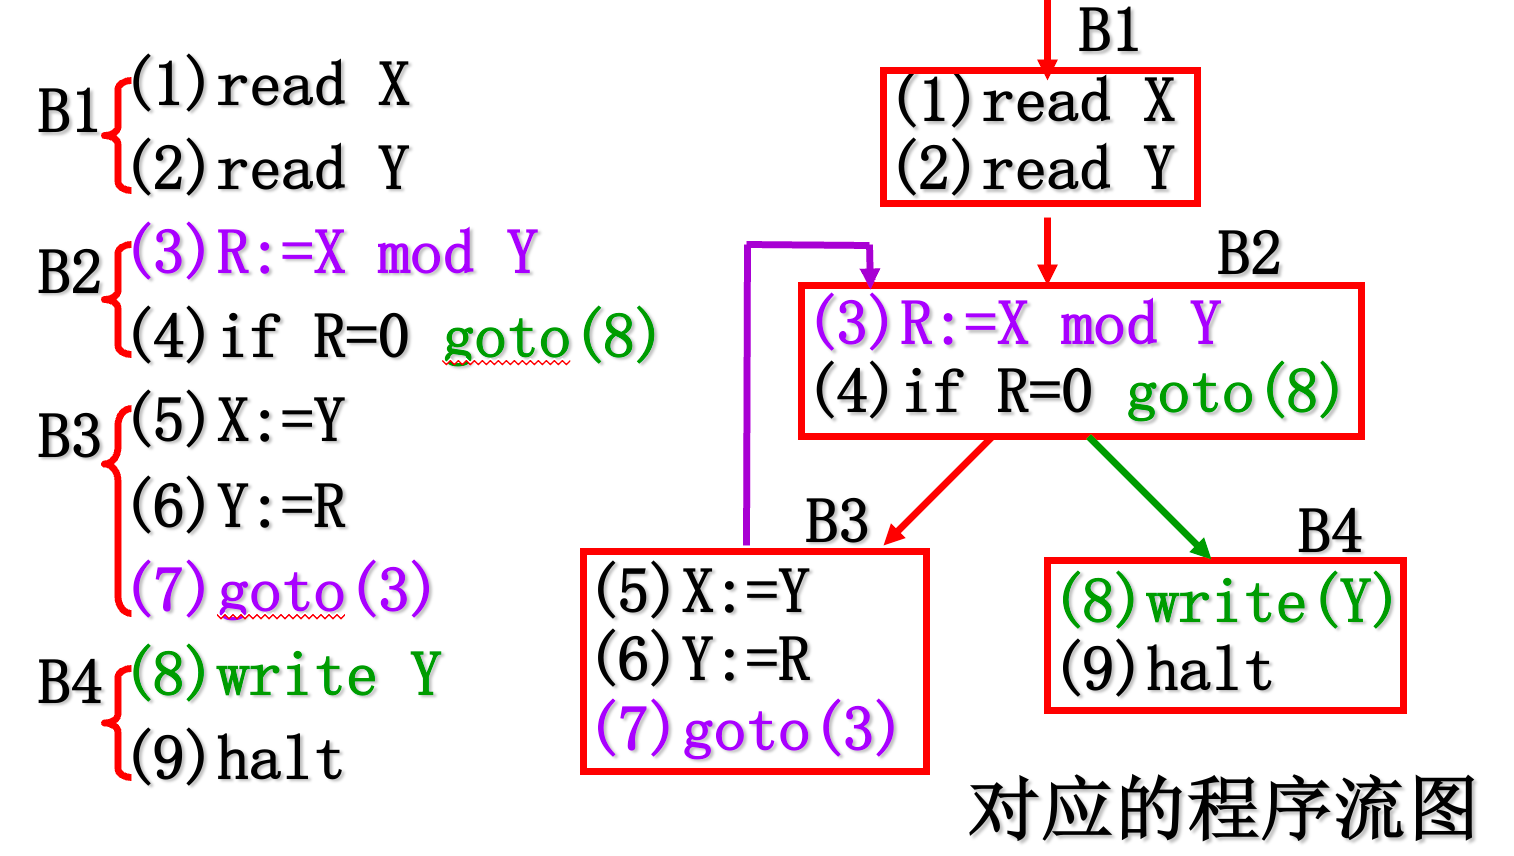 B1
(1)read X
(2)read Y
B2
(3)R:=X mod Y
(4)if R=0 goto(8)
B3
(5)X:=Y
(6)Y:=R
(7)goto(3)
B4
(8)write Y
(9)halt
B1
(1)read X
(2)read Y
B2
(3)R:=X mod Y
(4)if R=0 goto(8)
B3
(5)X:=Y
(6)Y:=R
(7)goto(3)
B4
(8)write(Y)
(9)halt
对应的程序流图